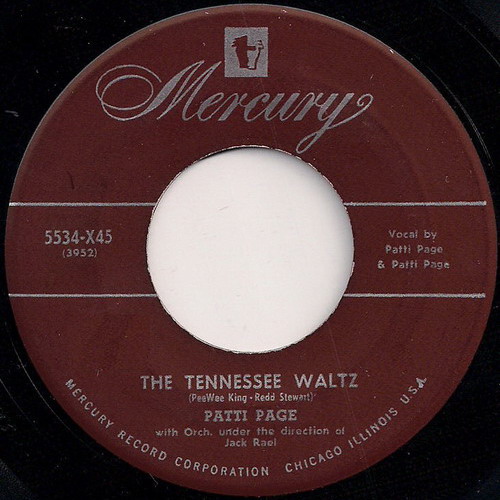 Mercury
5534-X45
(3952)
Vocal by
Patti Page
& Patti Page
THE TENNESSEE WALTZ
(PeeWee King - Redd Stewart)
PATTI PAGE
with Orch. under the direction of
Jack Rael
MERCURY RECORD CORPORATION CHICAGO ILLINOIS U.S.A.